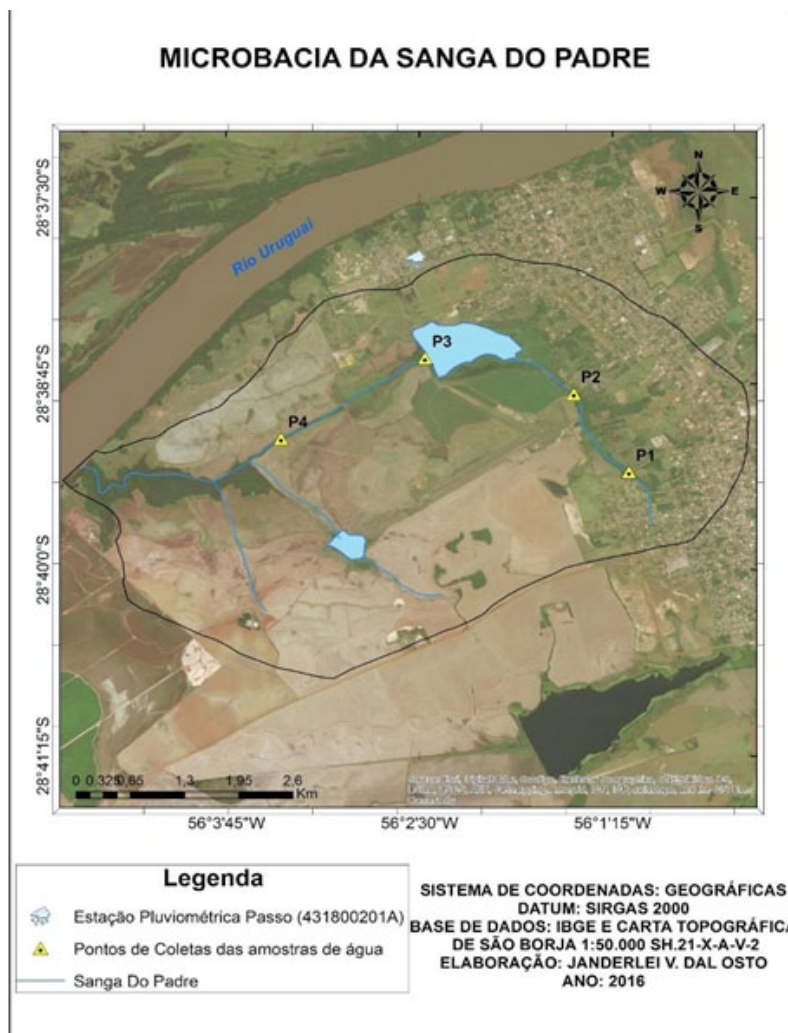 MICROBACIA DA SANGA DO PADRE
N
W
E
S
28°37'30"S
28°38'45"S
28°40'0"S
28°41'15"S
Rio Uruguai
P3
P2
P4
P1
0 0.325 0.65 1,3 1.95 2.6
Km
56°3'45"W 56°2'30"W 56°1'15"W
Legenda
Estação Pluviométrica Passo (431800201A)
Pontos de Coletas das amostras de água
Sanga Do Padre
SISTEMA DE COORDENADAS: GEOGRÁFICAS
DATUM: SIRGAS 2000
BASE DE DADOS: IBGE E CARTA TOPOGRÁFICA
DE SÃO BORJA 1:50.000 SH.21-X-A-V-2
ELABORAÇÃO: JANDERLEI V. DAL OSTO
ANO: 2016